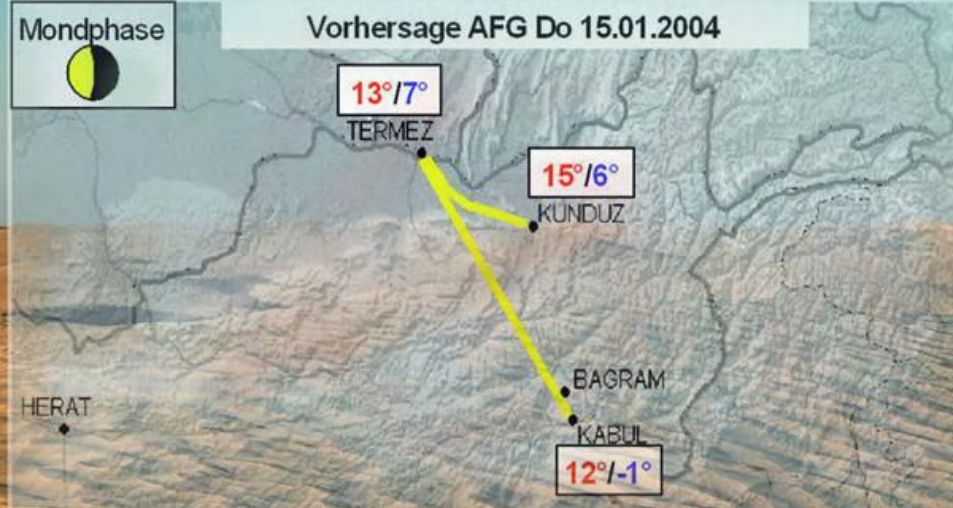 Mondphase
Vorhersage AFG Do 15.01.2004
13°/7°
TERMEZ
15°/6°
KUNDUZ
BAGRAM
HERAT
KABUL
12°/-1°